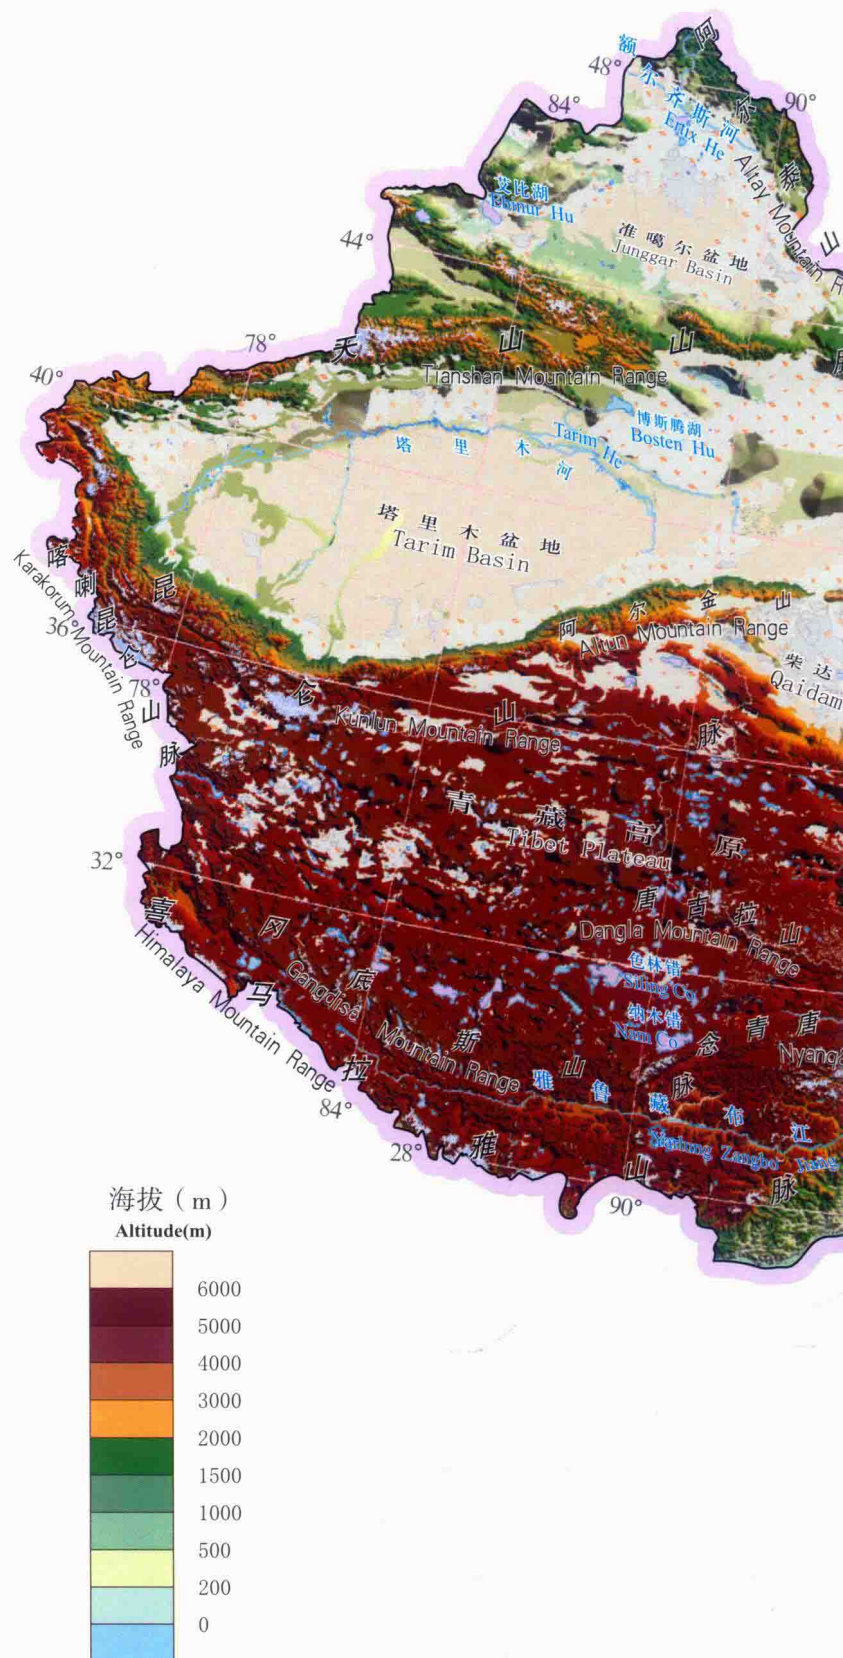 阿尔泰山
额尔齐斯河
Ertix He
48°
84°
90°
Altay Mountain R
艾比湖
Ebinur Hu
准噶尔盆地
Junggar Basin
44°
78°
40°
天山山脉
Tianshan Mountain Range
博斯腾湖
Bosten Hu
塔里木河
Tarim He
塔里木盆地
Tarim Basin
喀喇昆仑山脉
Karakorum Mountain Range
36°
78°
阿尔金山
Altun Mountain Range
柴达
Qaidam
昆仑山脉
Kunlun Mountain Range
青藏高原
Tibet Plateau
32°
唐古拉山
Dangla Mountain Range
喜马拉雅山脉
Himalaya Mountain Range
冈底斯山脉
Gangdisê Mountain Range
色林错
Siling Co
纳木错
Nam Co
念青唐
Nyanqê
雅鲁藏布江
Yarlung Zangbo Jiang
84°
28°
90°
海拔（m）
Altitude(m)
6000
5000
4000
3000
2000
1500
1000
500
200
0